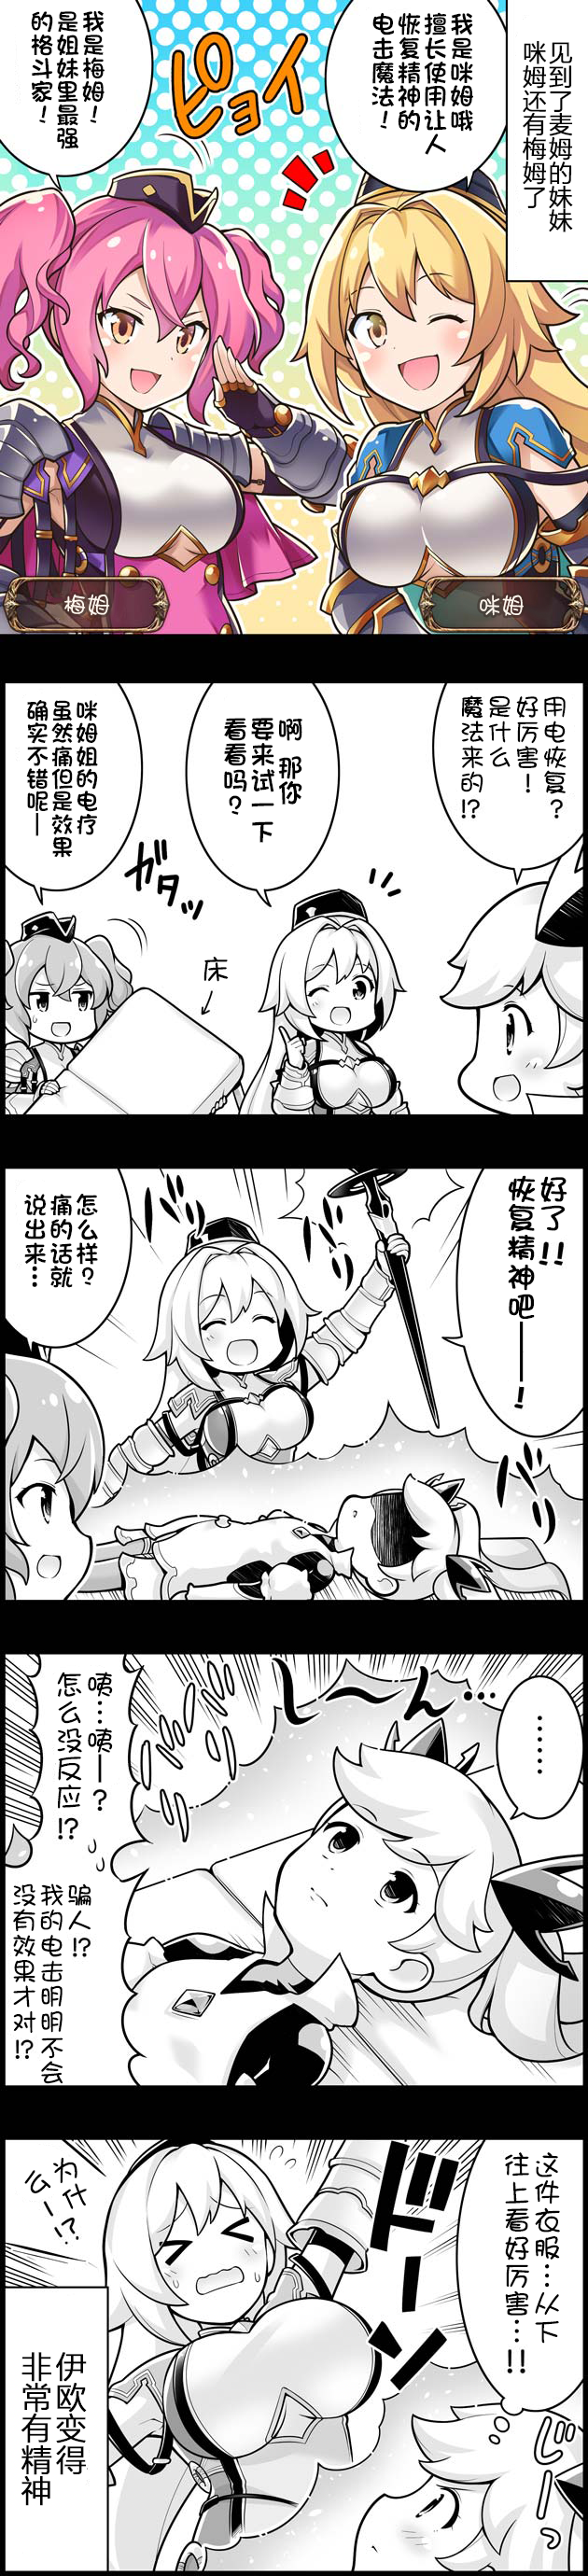 见到了麦姆的妹妹
咪姆还有梅姆了
我是咪姆哦
擅长使用让人
恢复精神的
电击魔法！
ピョイ
我是梅姆！
是姐妹里最强
的格斗家！
梅姆
咪姆
用电恢复？
好厉害！
是什么
魔法来的!?
啊 那你
要来试一下
看看吗？
咪姆姐的电疗
虽然痛但是效果
确实不错呢ー
ガタッ
床
好了!!
恢复精神吧——！
怎么样？
痛的话就
说出来…
……
し〜ん…
咦…咦ー？
怎么没反应!?
骗人!?
我的电击明明不会
没有效果才对!?
这件衣服…从下
往上看好厉害…!!
ドドーン
为什
么ー!?
じーっ
伊欧变得
非常有精神